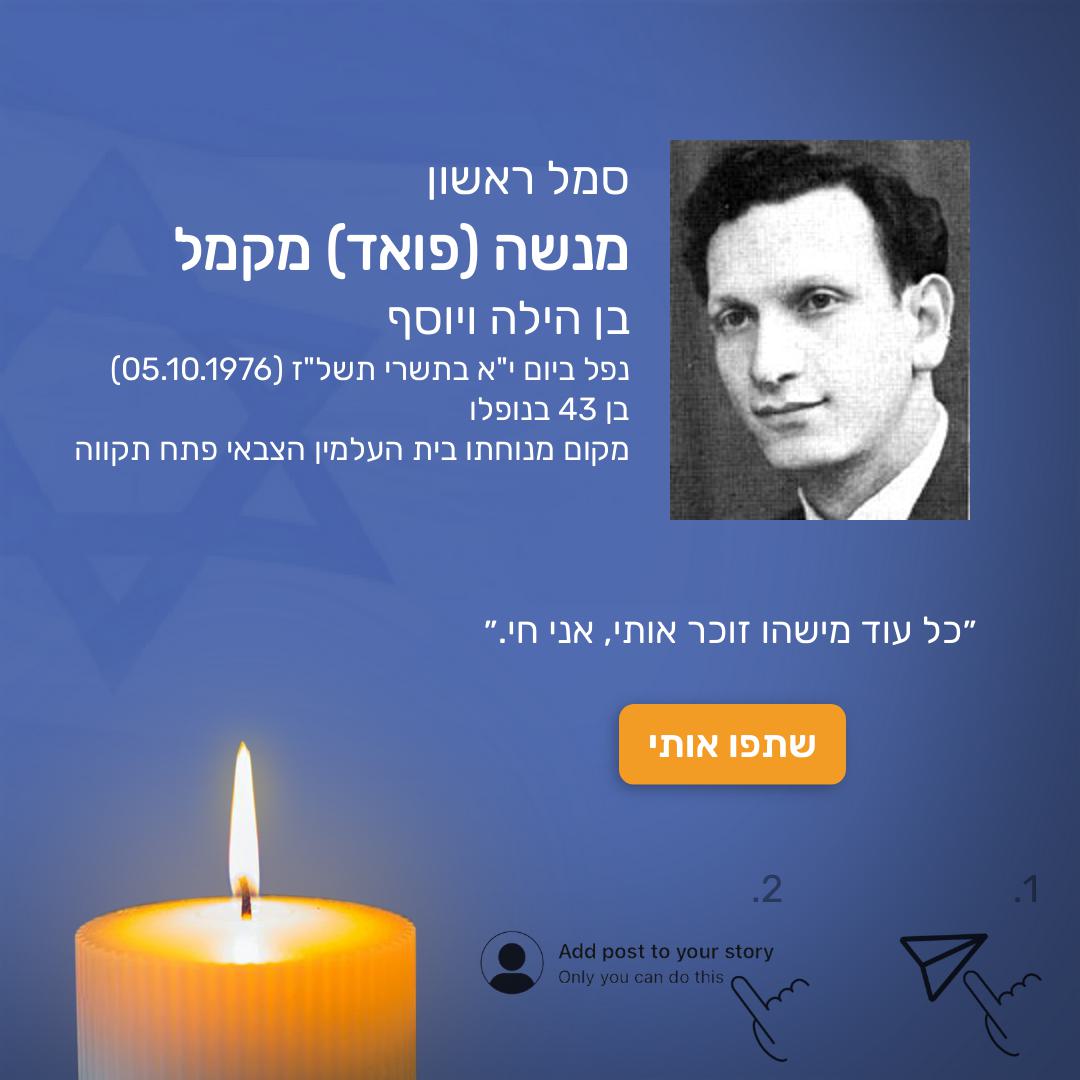 סמל ראשון
מנשה (פואד) מקמל
בן הילה ויוסף
נפל ביום י"א בתשרי תשל"ז (05.10.1976)
בן 43 בנופלו
מקום מנוחתו בית העלמין הצבאי פתח תקווה
״כל עוד מישהו זוכר אותי, אני חי.״
שתפו אותי
1.
2.
Add post to your story
Only you can do this